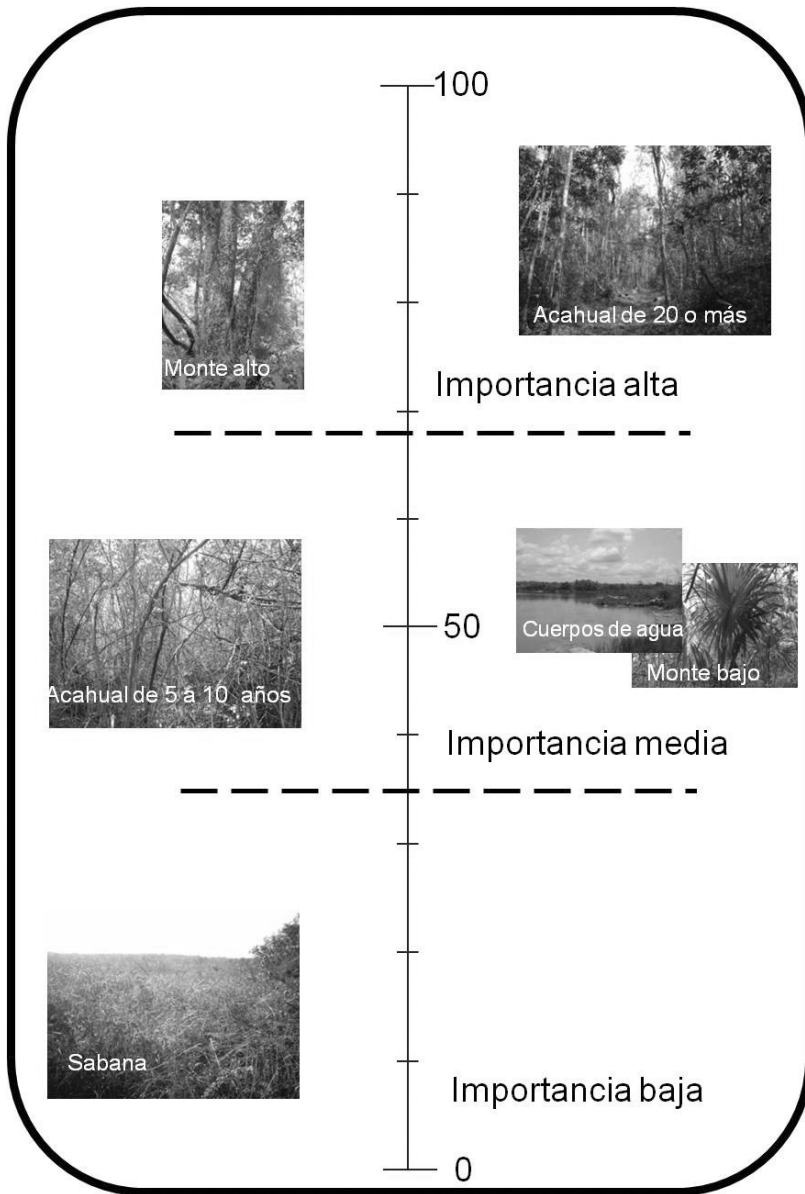 100
Acahual de 20 o más
Monte alto
Importancia alta
Cuerpos de agua
50
Monte bajo
Acahual de 5 a 10 años
Importancia media
Sabana
Importancia baja
0